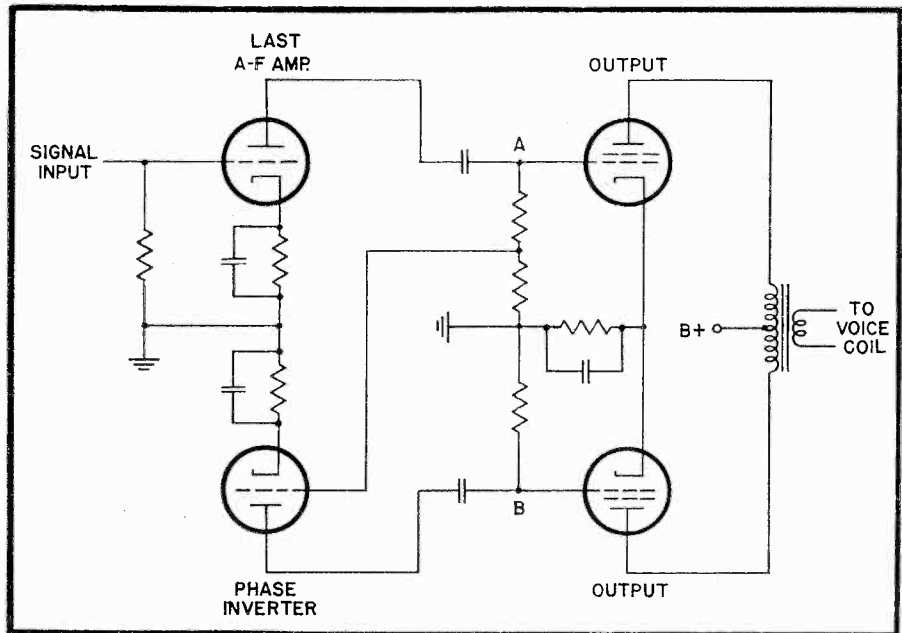 LAST
A-F AMP.
OUTPUT
SIGNAL
INPUT
A
B+
TO
VOICE
COIL
B
PHASE
INVERTER
OUTPUT